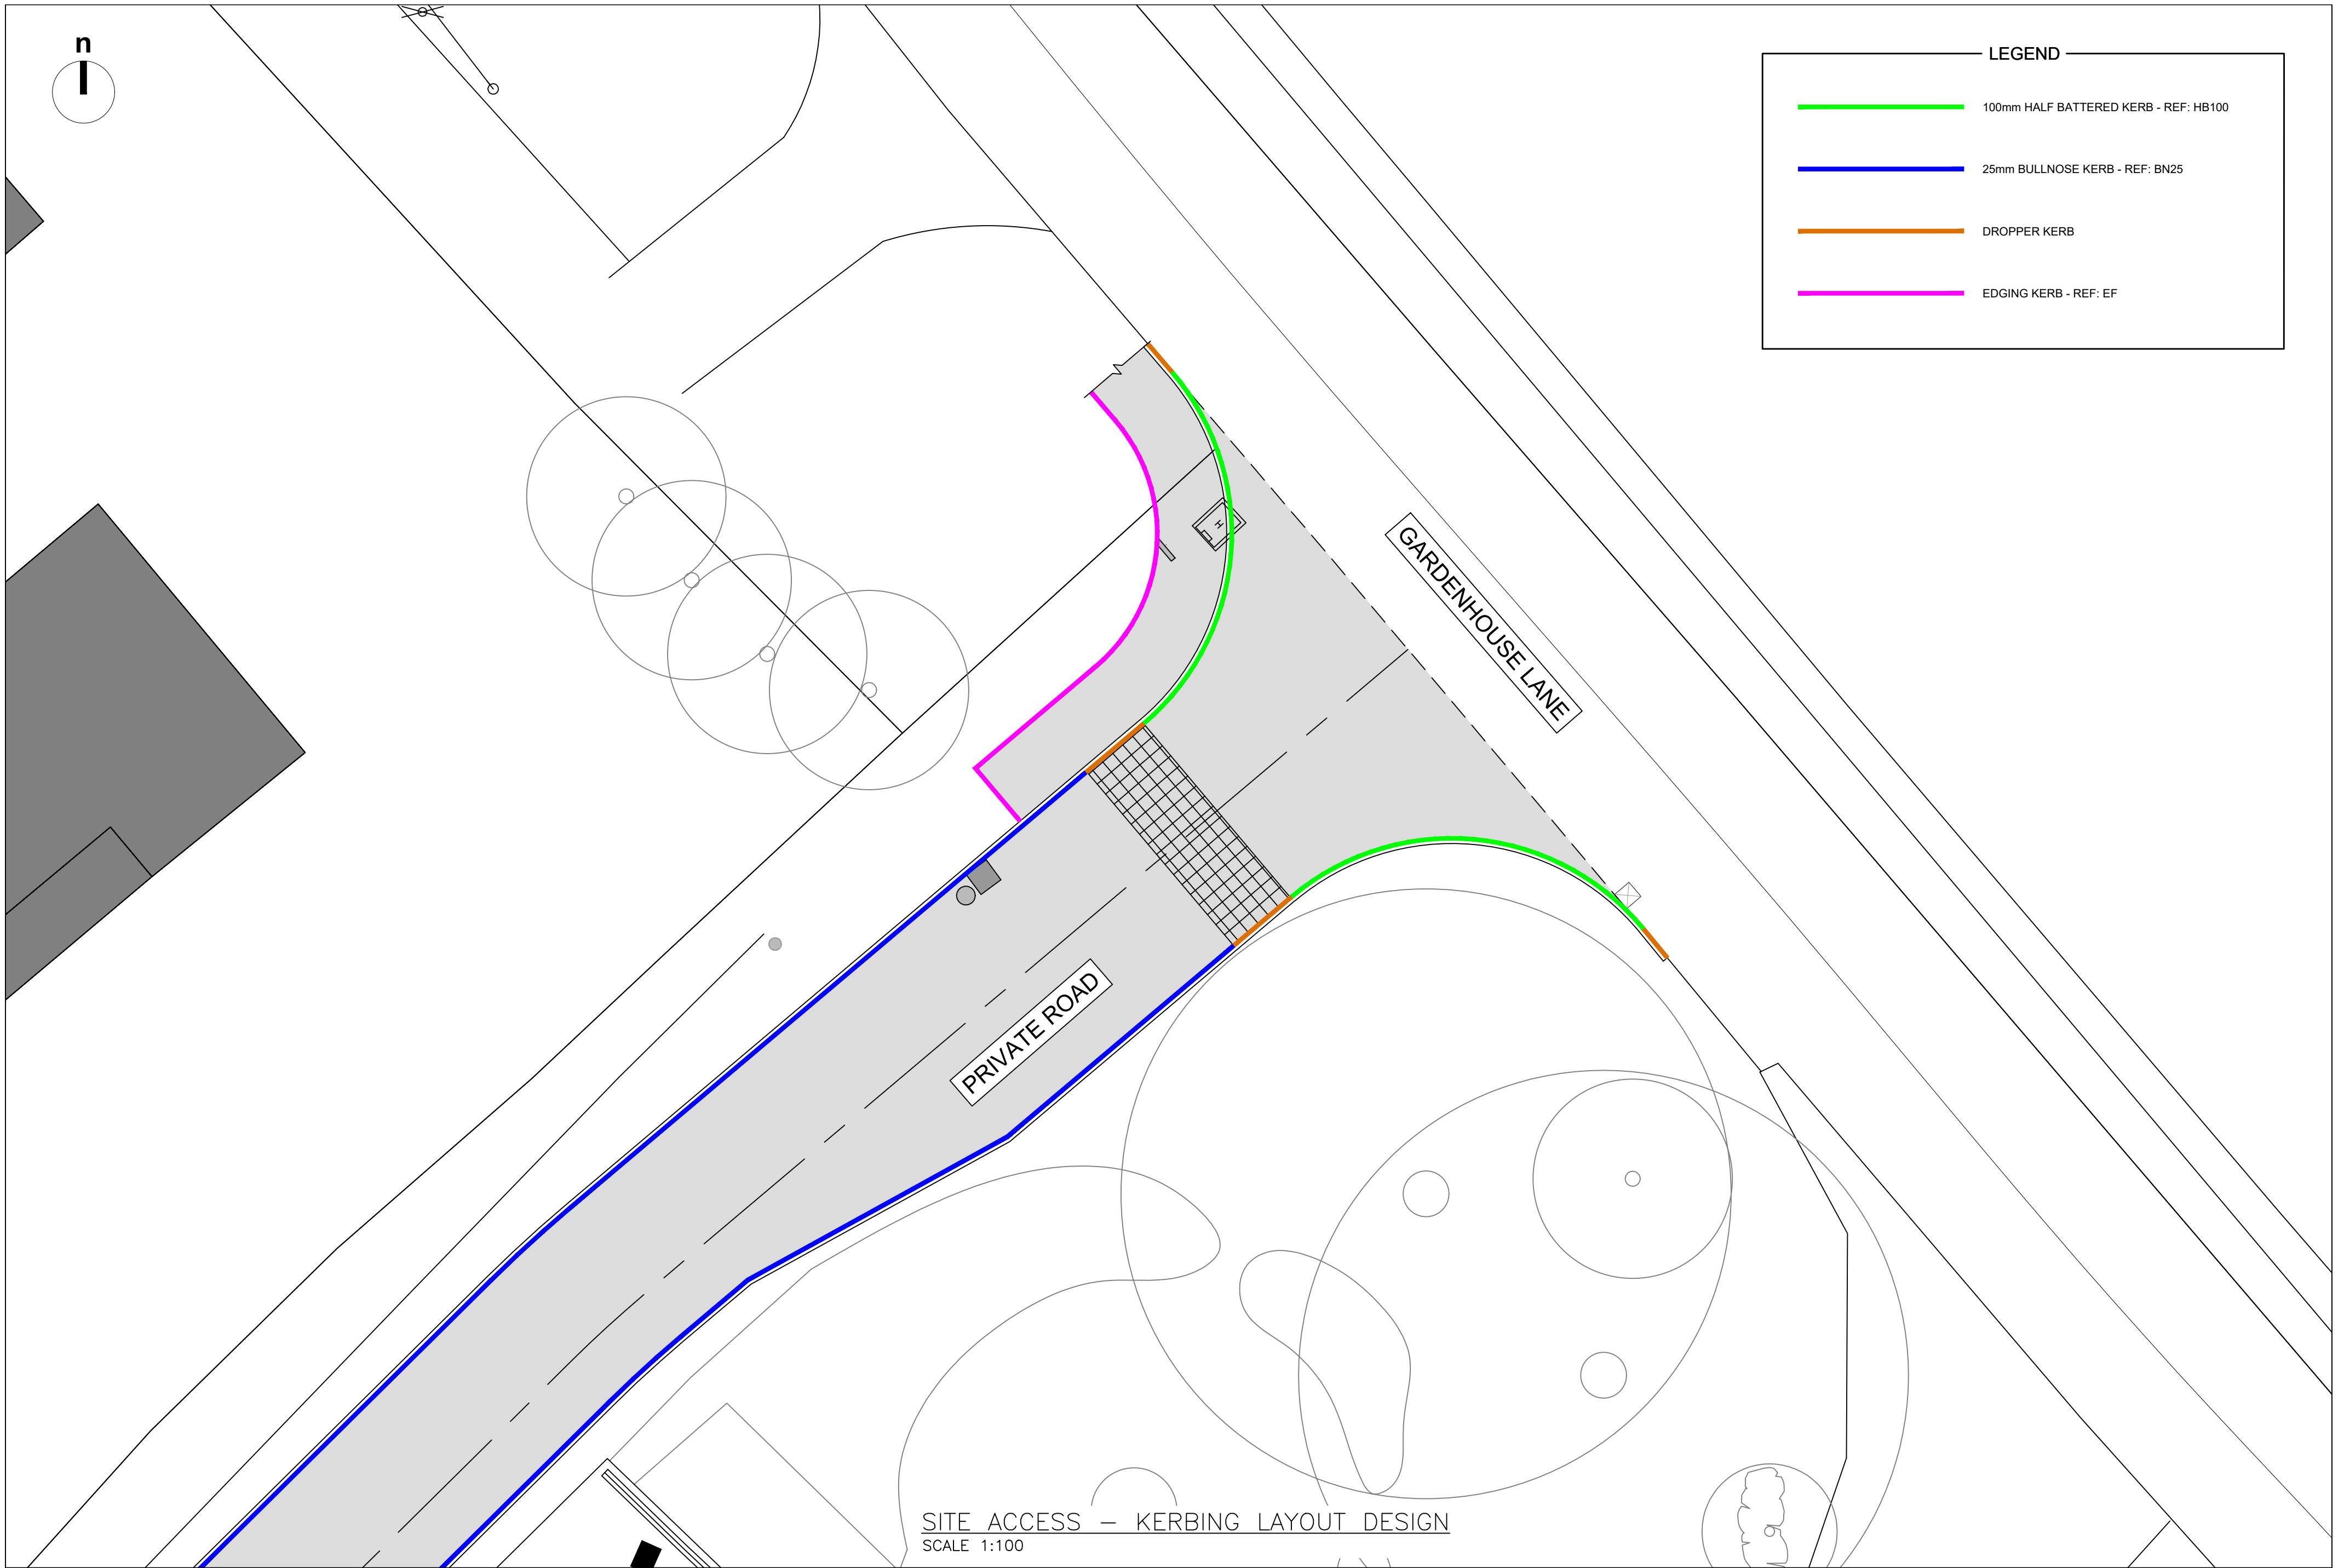 n
LEGEND
100mm HALF BATTERED KERB - REF: HB100
25mm BULLNOSE KERB - REF: BN25
DROPPER KERB
EDGING KERB - REF: EF
H
GARDENHOUSE LANE
PRIVATE ROAD
SITE ACCESS – KERBING LAYOUT DESIGN
SCALE 1:100